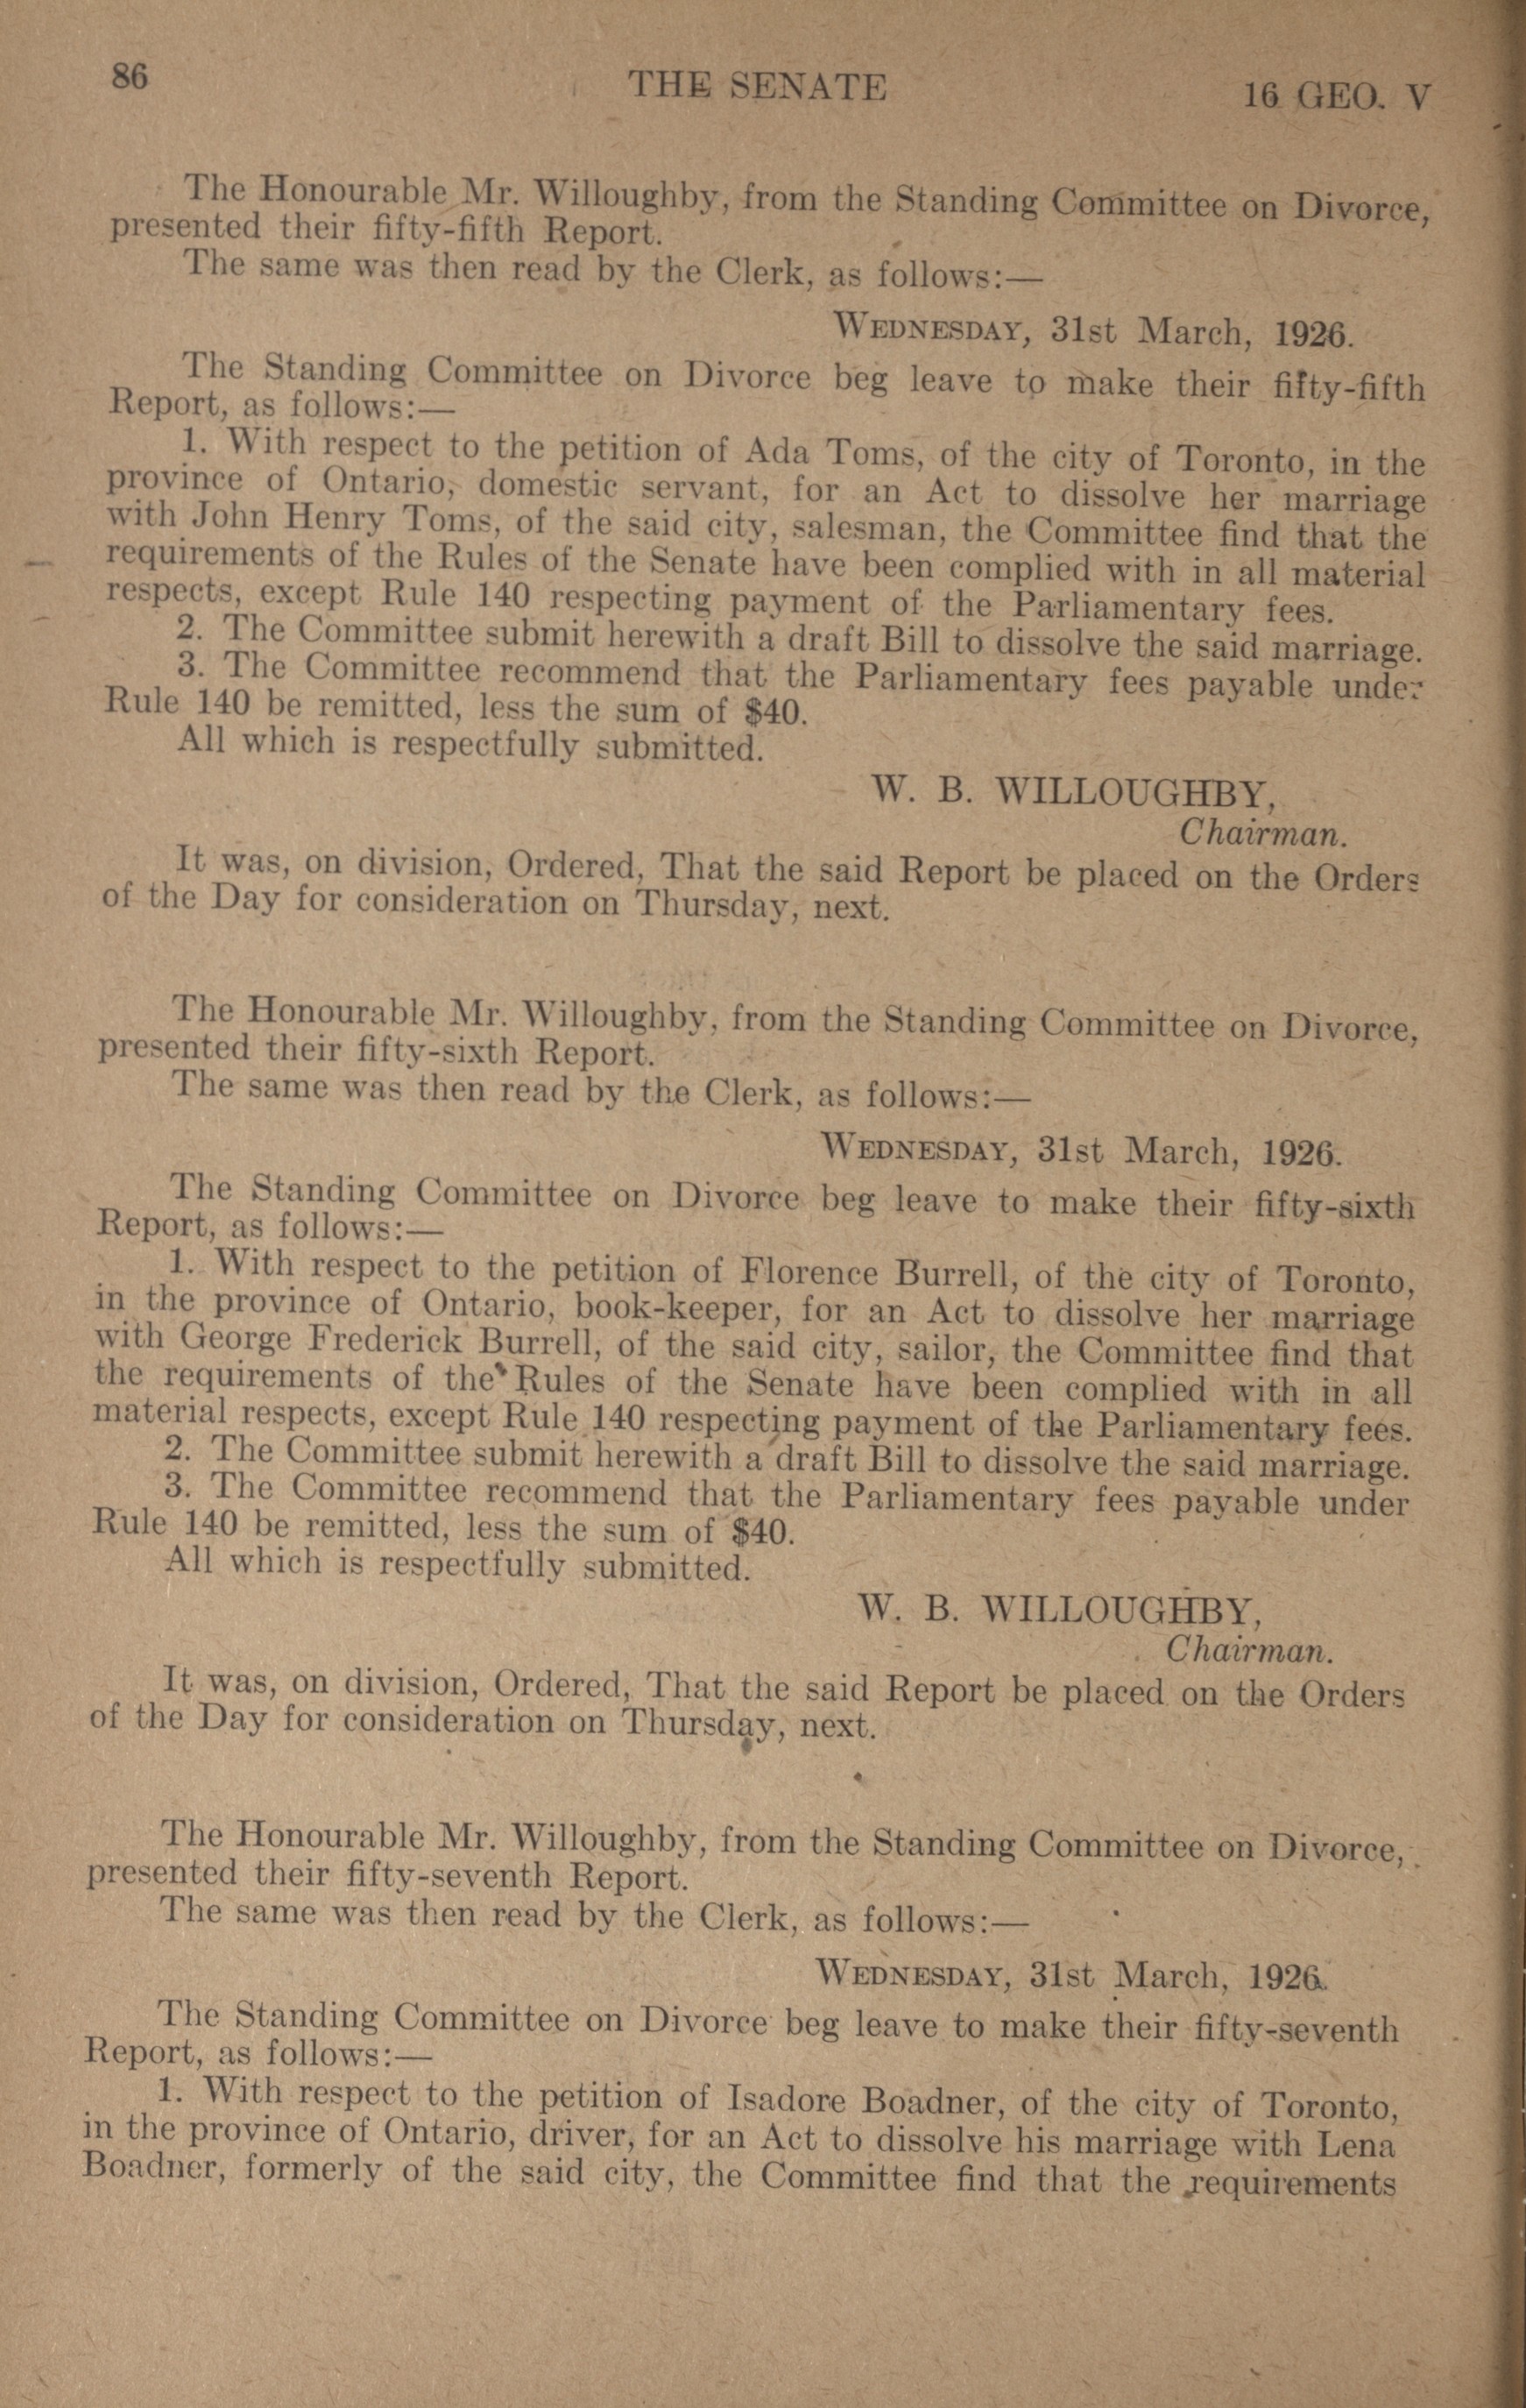 86
THE SENATE
16 GEO. V
The Honourable Mr. Willoughby, from the Standing Committee on Divorce,
presented their fifty-fifth Report.
The same was then read by the Clerk, as follows:—
WEDNESDAY, 31st March, 1926.
The Standing Committee on Divorce beg leave to make their fifty-fifth
Report, as follows:—
1. With respect to the petition of Ada Toms, of the city of Toronto, in the
province of Ontario, domestic servant, for an Act to dissolve her marriage
with John Henry Toms, of the said city, salesman, the Committee find that the
requirements of the Rules of the Senate have been complied with in all material
respects, except Rule 140 respecting payment of the Parliamentary fees.
2. The Committee submit herewith a draft Bill to dissolve the said marriage.
3. The Committee recommend that the Parliamentary fees payable under
Rule 140 be remitted, less the sum of $40.
All which is respectfully submitted.
W. B. WILLOUGHBY,
Chairman.
It was, on division, Ordered, That the said Report be placed on the Orders
of the Day for consideration on Thursday, next.
The Honourable Mr. Willoughby, from the Standing Committee on Divorce,
presented their fifty-sixth Report.
The same was then read by the Clerk, as follows:—
WEDNESDAY, 31st March, 1926.
The Standing Committee on Divorce beg leave to make their fifty-sixth
Report, as follows:—
1. With respect to the petition of Florence Burrell, of the city of Toronto,
in the province of Ontario, book-keeper, for an Act to dissolve her marriage
with George Frederick Burrell, of the said city, sailor, the Committee find that
the requirements of the Rules of the Senate have been complied with in all
material respects, except Rule 140 respecting payment of the Parliamentary fees.
2. The Committee submit herewith a draft Bill to dissolve the said marriage.
3. The Committee recommend that the Parliamentary fees payable under
Rule 140 be remitted, less the sum of $40.
All which is respectfully submitted.
W. B. WILLOUGHBY,
Chairman.
It was, on division, Ordered, That the said Report be placed on the Orders
of the Day for consideration on Thursday, next.
The Honourable Mr. Willoughby, from the Standing Committee on Divorce,
presented their fifty-seventh Report.
The same was then read by the Clerk, as follows:—
WEDNESDAY, 31st March, 1926.
The Standing Committee on Divorce beg leave to make their fifty-seventh
Report, as follows:—
1. With respect to the petition of Isadore Boadner, of the city of Toronto,
in the province of Ontario, driver, for an Act to dissolve his marriage with Lena
Boadner, formerly of the said city, the Committee find that the requirements